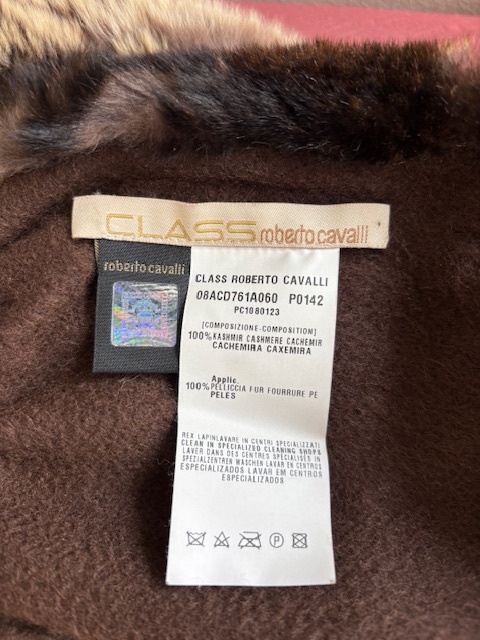 CLASS roberto cavalli
roberto cavalli
CLASS ROBERTO CAVALLI
08ACD761A060 P0142
PC1080123
[COMPOSIZIONE-COMPOSITION]
100% KASHMIR CASHMERE CACHEMIR
CACHEMIRA CAXEMIRA
Applic.
100% PELLICCIA FUR FOURRURE PE
PELES
REX LAPINLAVARE IN CENTRI SPECIALIZZATI
CLEAN IN SPECIALIZED CLEANING SHOPS
LAVER DANS DES CENTRES SPECIALISES IN
SPEZIALZENTREN WASCHEN LAVAR EN CENTROS
ESPECIALIZADOS LAVAR EM CENTROS
ESPECIALIZADOS
P